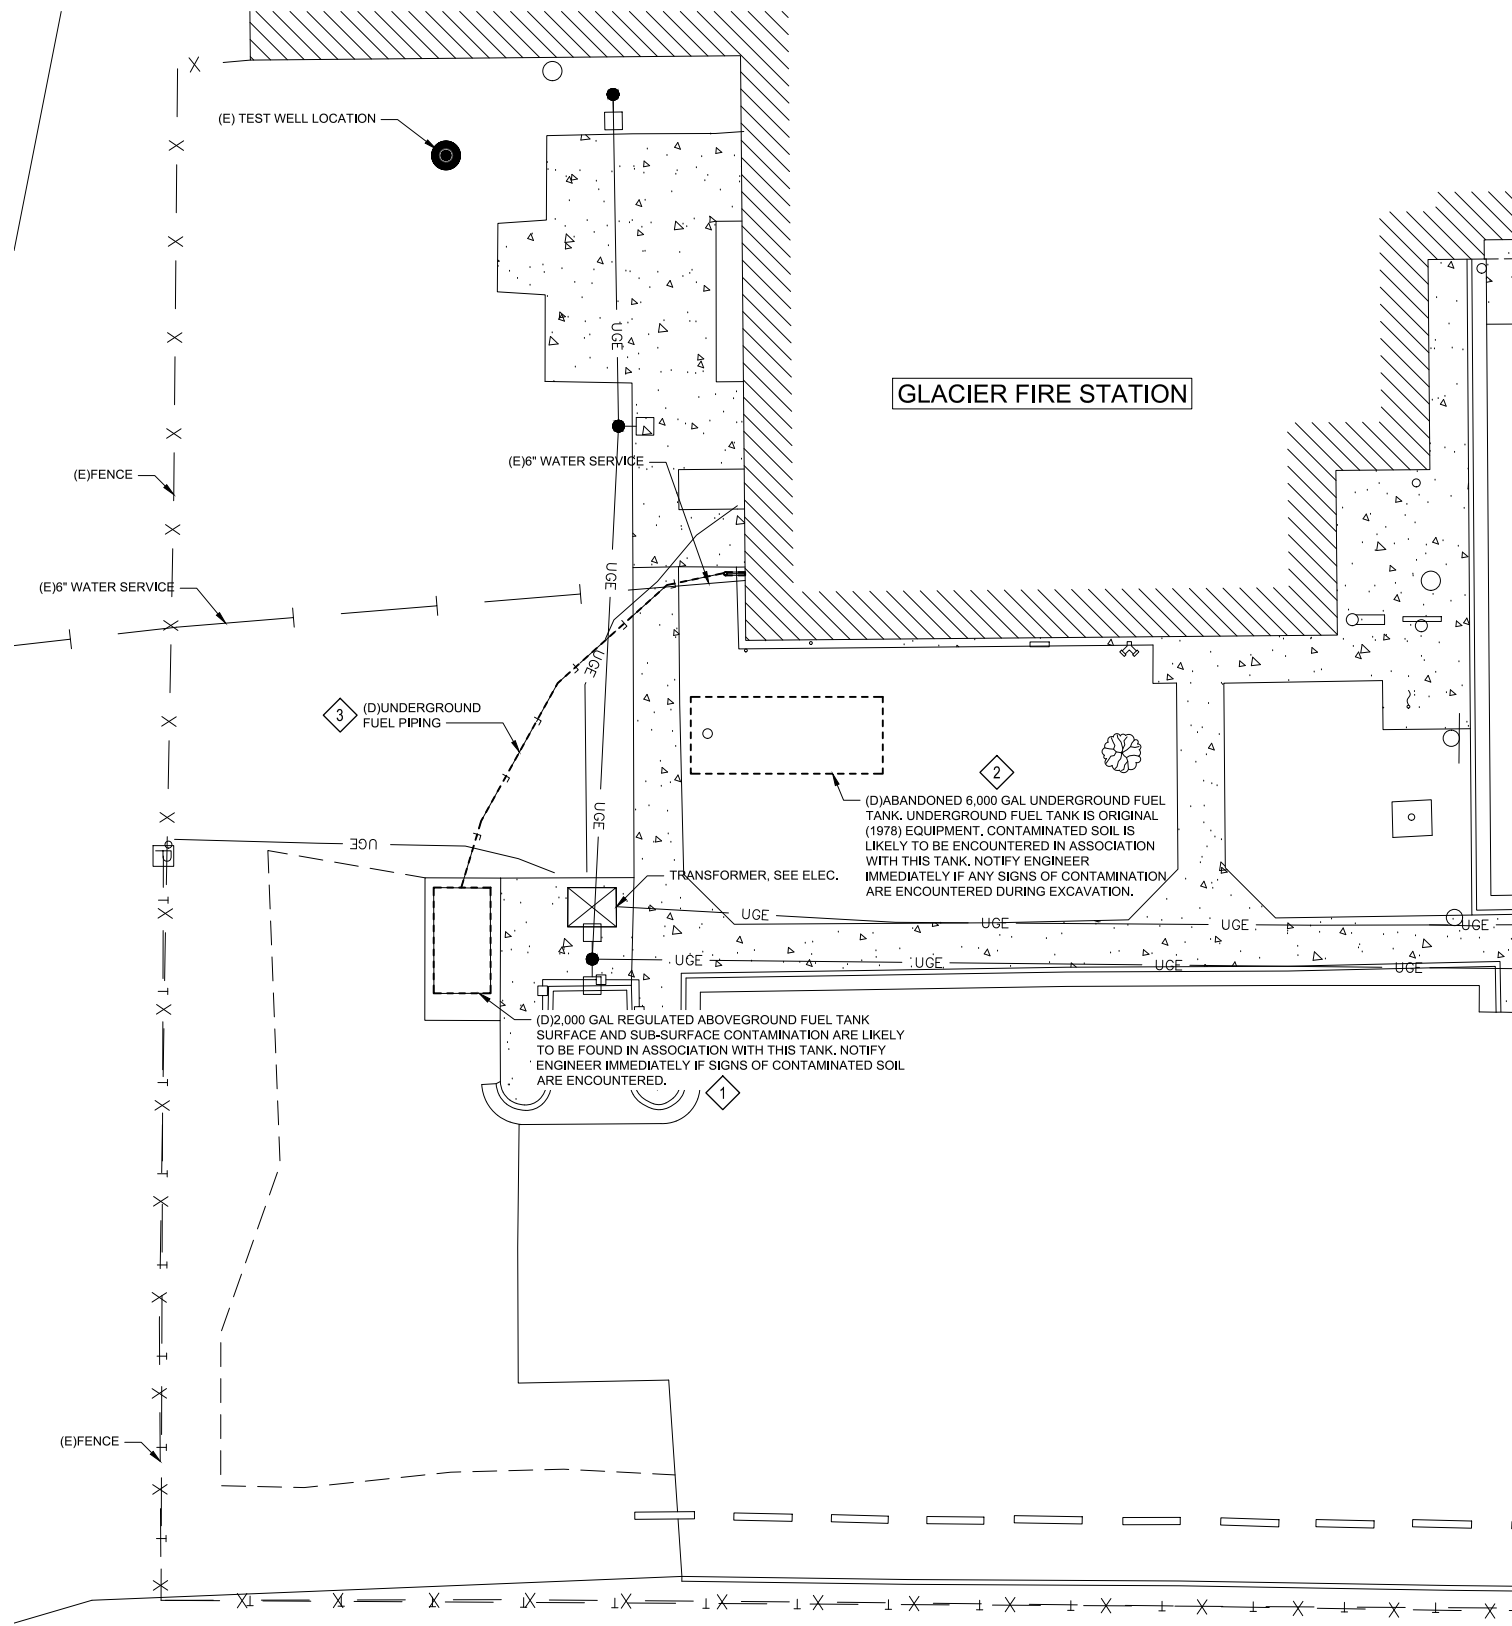 (E) TEST WELL LOCATION
UGE
GLACIER FIRE STATION
(E)6" WATER SERVICE
(E)FENCE
UGE
(E)6" WATER SERVICE
UGE
3
(D)UNDERGROUND
FUEL PIPING
2
(D)ABANDONED 6,000 GAL UNDERGROUND FUEL
TANK. UNDERGROUND FUEL TANK IS ORIGINAL
(1978) EQUIPMENT. CONTAMINATED SOIL IS
LIKELY TO BE ENCOUNTERED IN ASSOCIATION
WITH THIS TANK. NOTIFY ENGINEER
IMMEDIATELY IF ANY SIGNS OF CONTAMINATION
ARE ENCOUNTERED DURING EXCAVATION.
UGE
UGE
TRANSFORMER, SEE ELEC.
UGE
UGE
UGE
UGE
UGE
UGE
UGE
UGE
(D)2,000 GAL REGULATED ABOVEGROUND FUEL TANK
SURFACE AND SUB-SURFACE CONTAMINATION ARE LIKELY
TO BE FOUND IN ASSOCIATION WITH THIS TANK. NOTIFY
ENGINEER IMMEDIATELY IF SIGNS OF CONTAMINATED SOIL
ARE ENCOUNTERED.
1
(E)FENCE